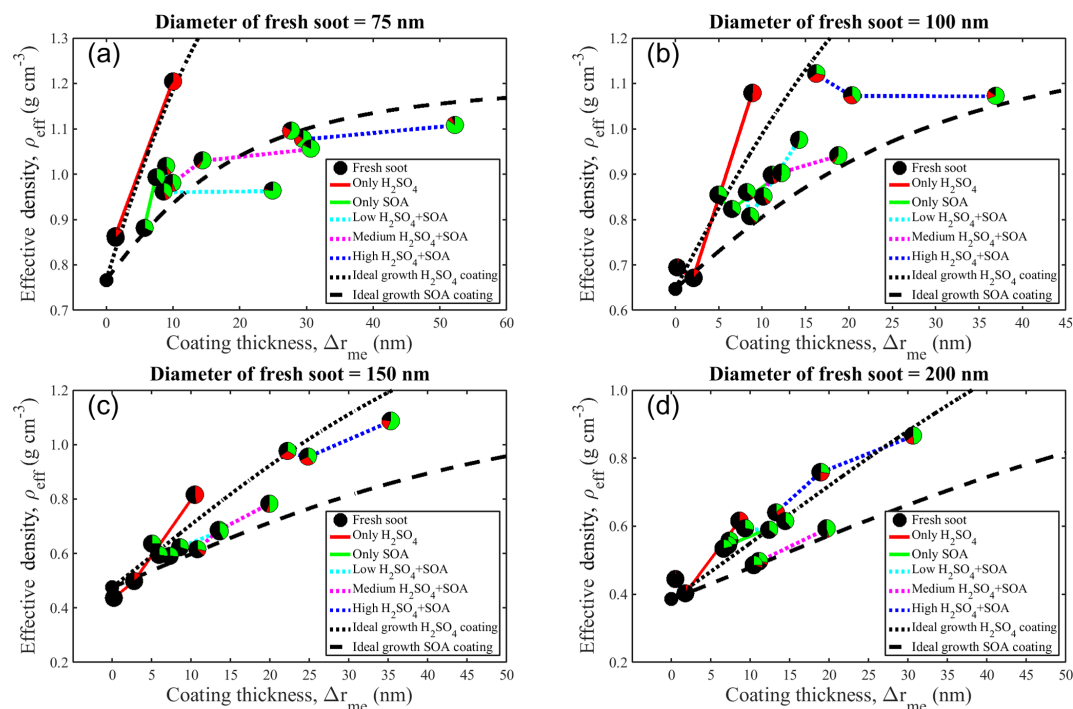 Diameter of fresh soot = 75 nm
(a)
Effective density, ρeff (g cm-3)
1.3
1.2
1.1
1.0
0.9
0.8
0.7
0 10 20 30 40 50 60
Coating thickness, Δrme (nm)
Fresh soot
Only H2SO4
Only SOA
Low H2SO4+SOA
Medium H2SO4+SOA
High H2SO4+SOA
Ideal growth H2SO4 coating
Ideal growth SOA coating
Diameter of fresh soot = 100 nm
(b)
Effective density, ρeff (g cm-3)
1.2
1.1
1.0
0.9
0.8
0.7
0.6
0 5 10 15 20 25 30 35 40 45
Coating thickness, Δrme (nm)
Fresh soot
Only H2SO4
Only SOA
Low H2SO4+SOA
Medium H2SO4+SOA
High H2SO4+SOA
Ideal growth H2SO4 coating
Ideal growth SOA coating
Diameter of fresh soot = 150 nm
(c)
Effective density, ρeff (g cm-3)
1.2
1.0
0.8
0.6
0.4
0.2
0 5 10 15 20 25 30 35 40 45 50
Coating thickness, Δrme (nm)
Fresh soot
Only H2SO4
Only SOA
Low H2SO4+SOA
Medium H2SO4+SOA
High H2SO4+SOA
Ideal growth H2SO4 coating
Ideal growth SOA coating
Diameter of fresh soot = 200 nm
(d)
Effective density, ρeff (g cm-3)
1.0
0.8
0.6
0.4
0.2
0 5 10 15 20 25 30 35 40 45 50
Coating thickness, Δrme (nm)
Fresh soot
Only H2SO4
Only SOA
Low H2SO4+SOA
Medium H2SO4+SOA
High H2SO4+SOA
Ideal growth H2SO4 coating
Ideal growth SOA coating